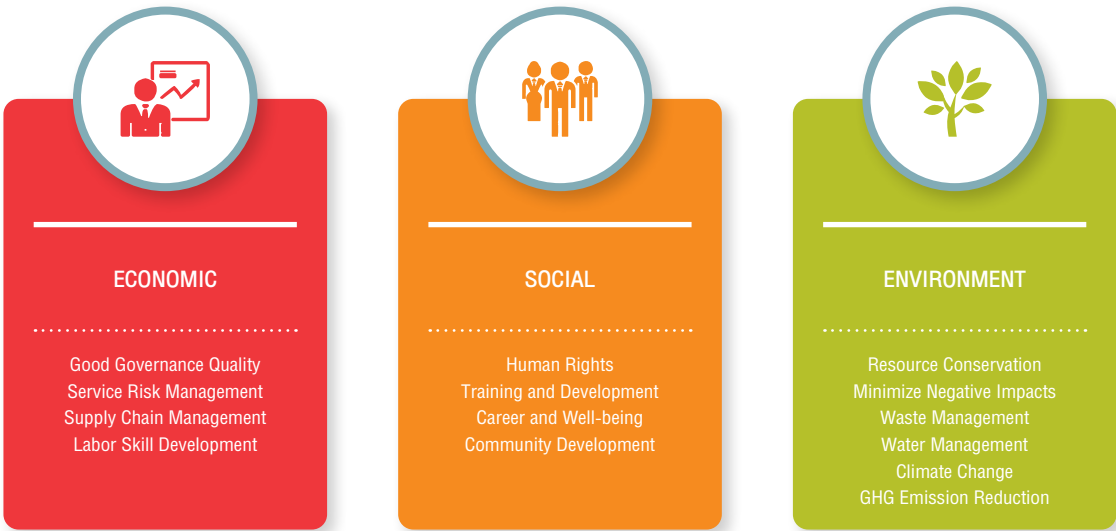 ECONOMIC
Good Governance Quality
Service Risk Management
Supply Chain Management
Labor Skill Development
SOCIAL
Human Rights
Training and Development
Career and Well-being
Community Development
ENVIRONMENT
Resource Conservation
Minimize Negative Impacts
Waste Management
Water Management
Climate Change
GHG Emission Reduction